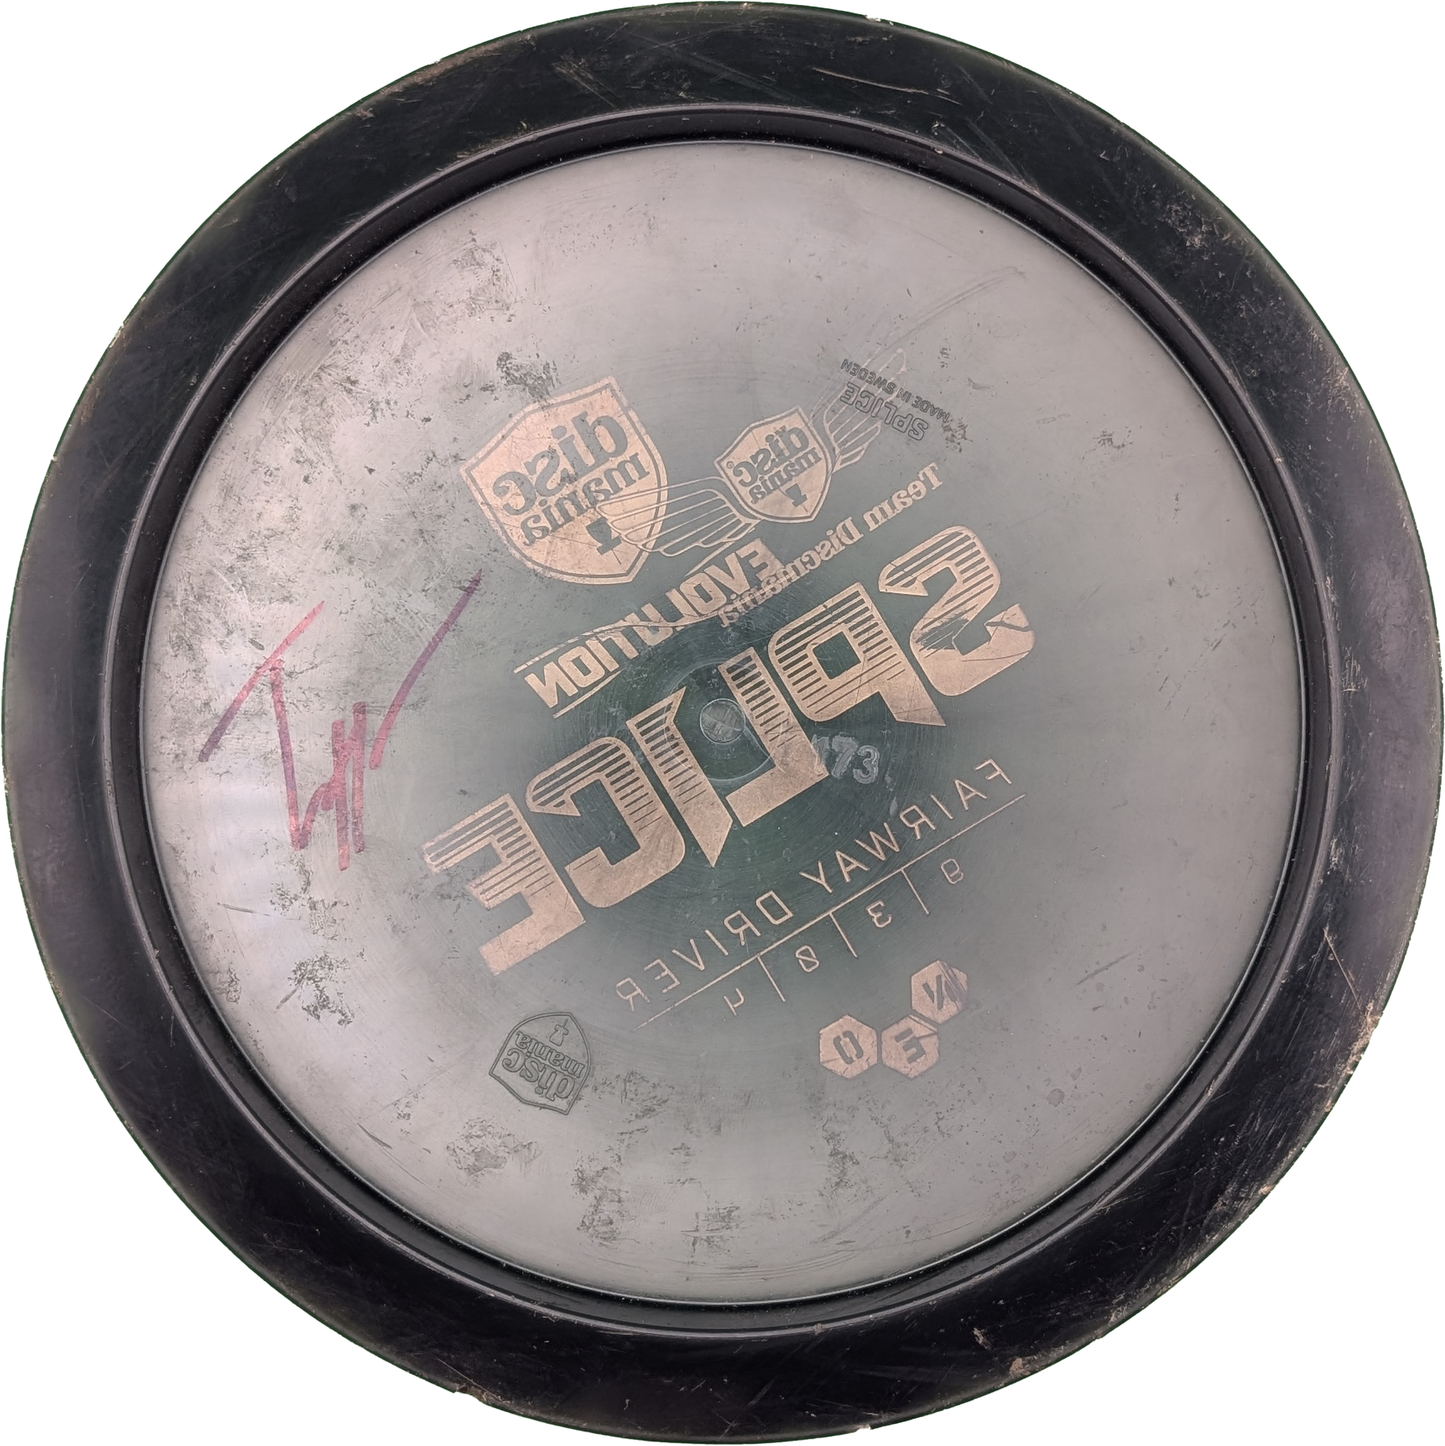 SPLICE
MADE IN SWEDEN
disc
mania
disc
mania
Team Discmania
EVOLUTION
SPLICE
173
FAIRWAY DRIVER
9 | 3 | 0 | 4
NEO
disc
mania